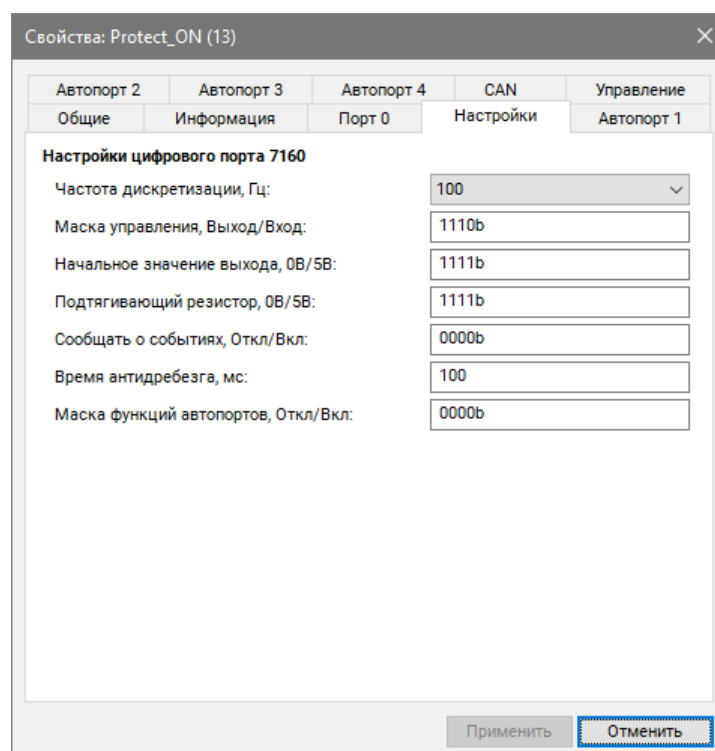 Свойства: Protect_ON (13)
Автопорт 2 Автопорт 3 Автопорт 4 CAN Управление
Общие Информация Порт 0 Настройки Автопорт 1
Настройки цифрового порта 7160
Частота дискретизации, Гц: 100
Маска управления, Выход/Вход: 1110b
Начальное значение выхода, 0В/5В: 1111b
Подтягивающий резистор, 0В/5В: 1111b
Сообщать о событиях, Откл/Вкл: 0000b
Время антидребезга, мс: 100
Маска функций автопортов, Откл/Вкл: 0000b
Применить Отменить